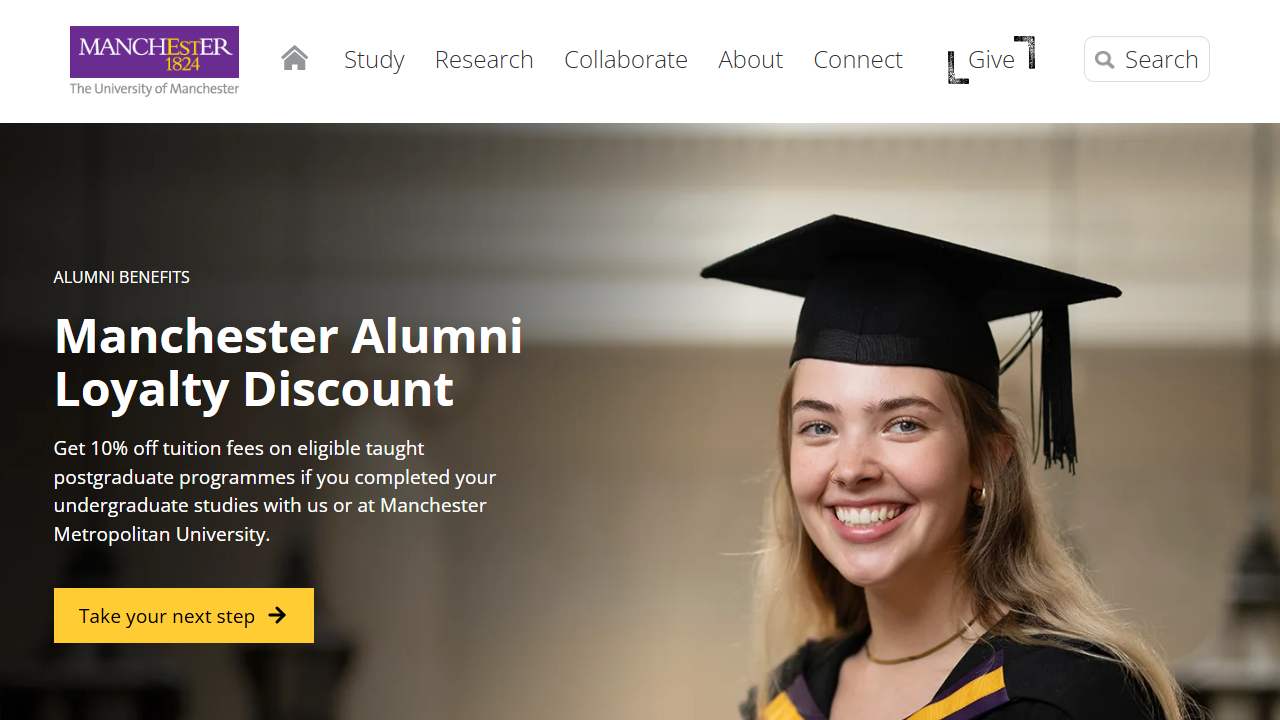 MANCHESTER
1824
The University of Manchester
Study
Research
Collaborate
About
Connect
Give
Search
ALUMNI BENEFITS
Manchester Alumni
Loyalty Discount
Get 10% off tuition fees on eligible taught
postgraduate programmes if you completed your
undergraduate studies with us or at Manchester
Metropolitan University.
Take your next step